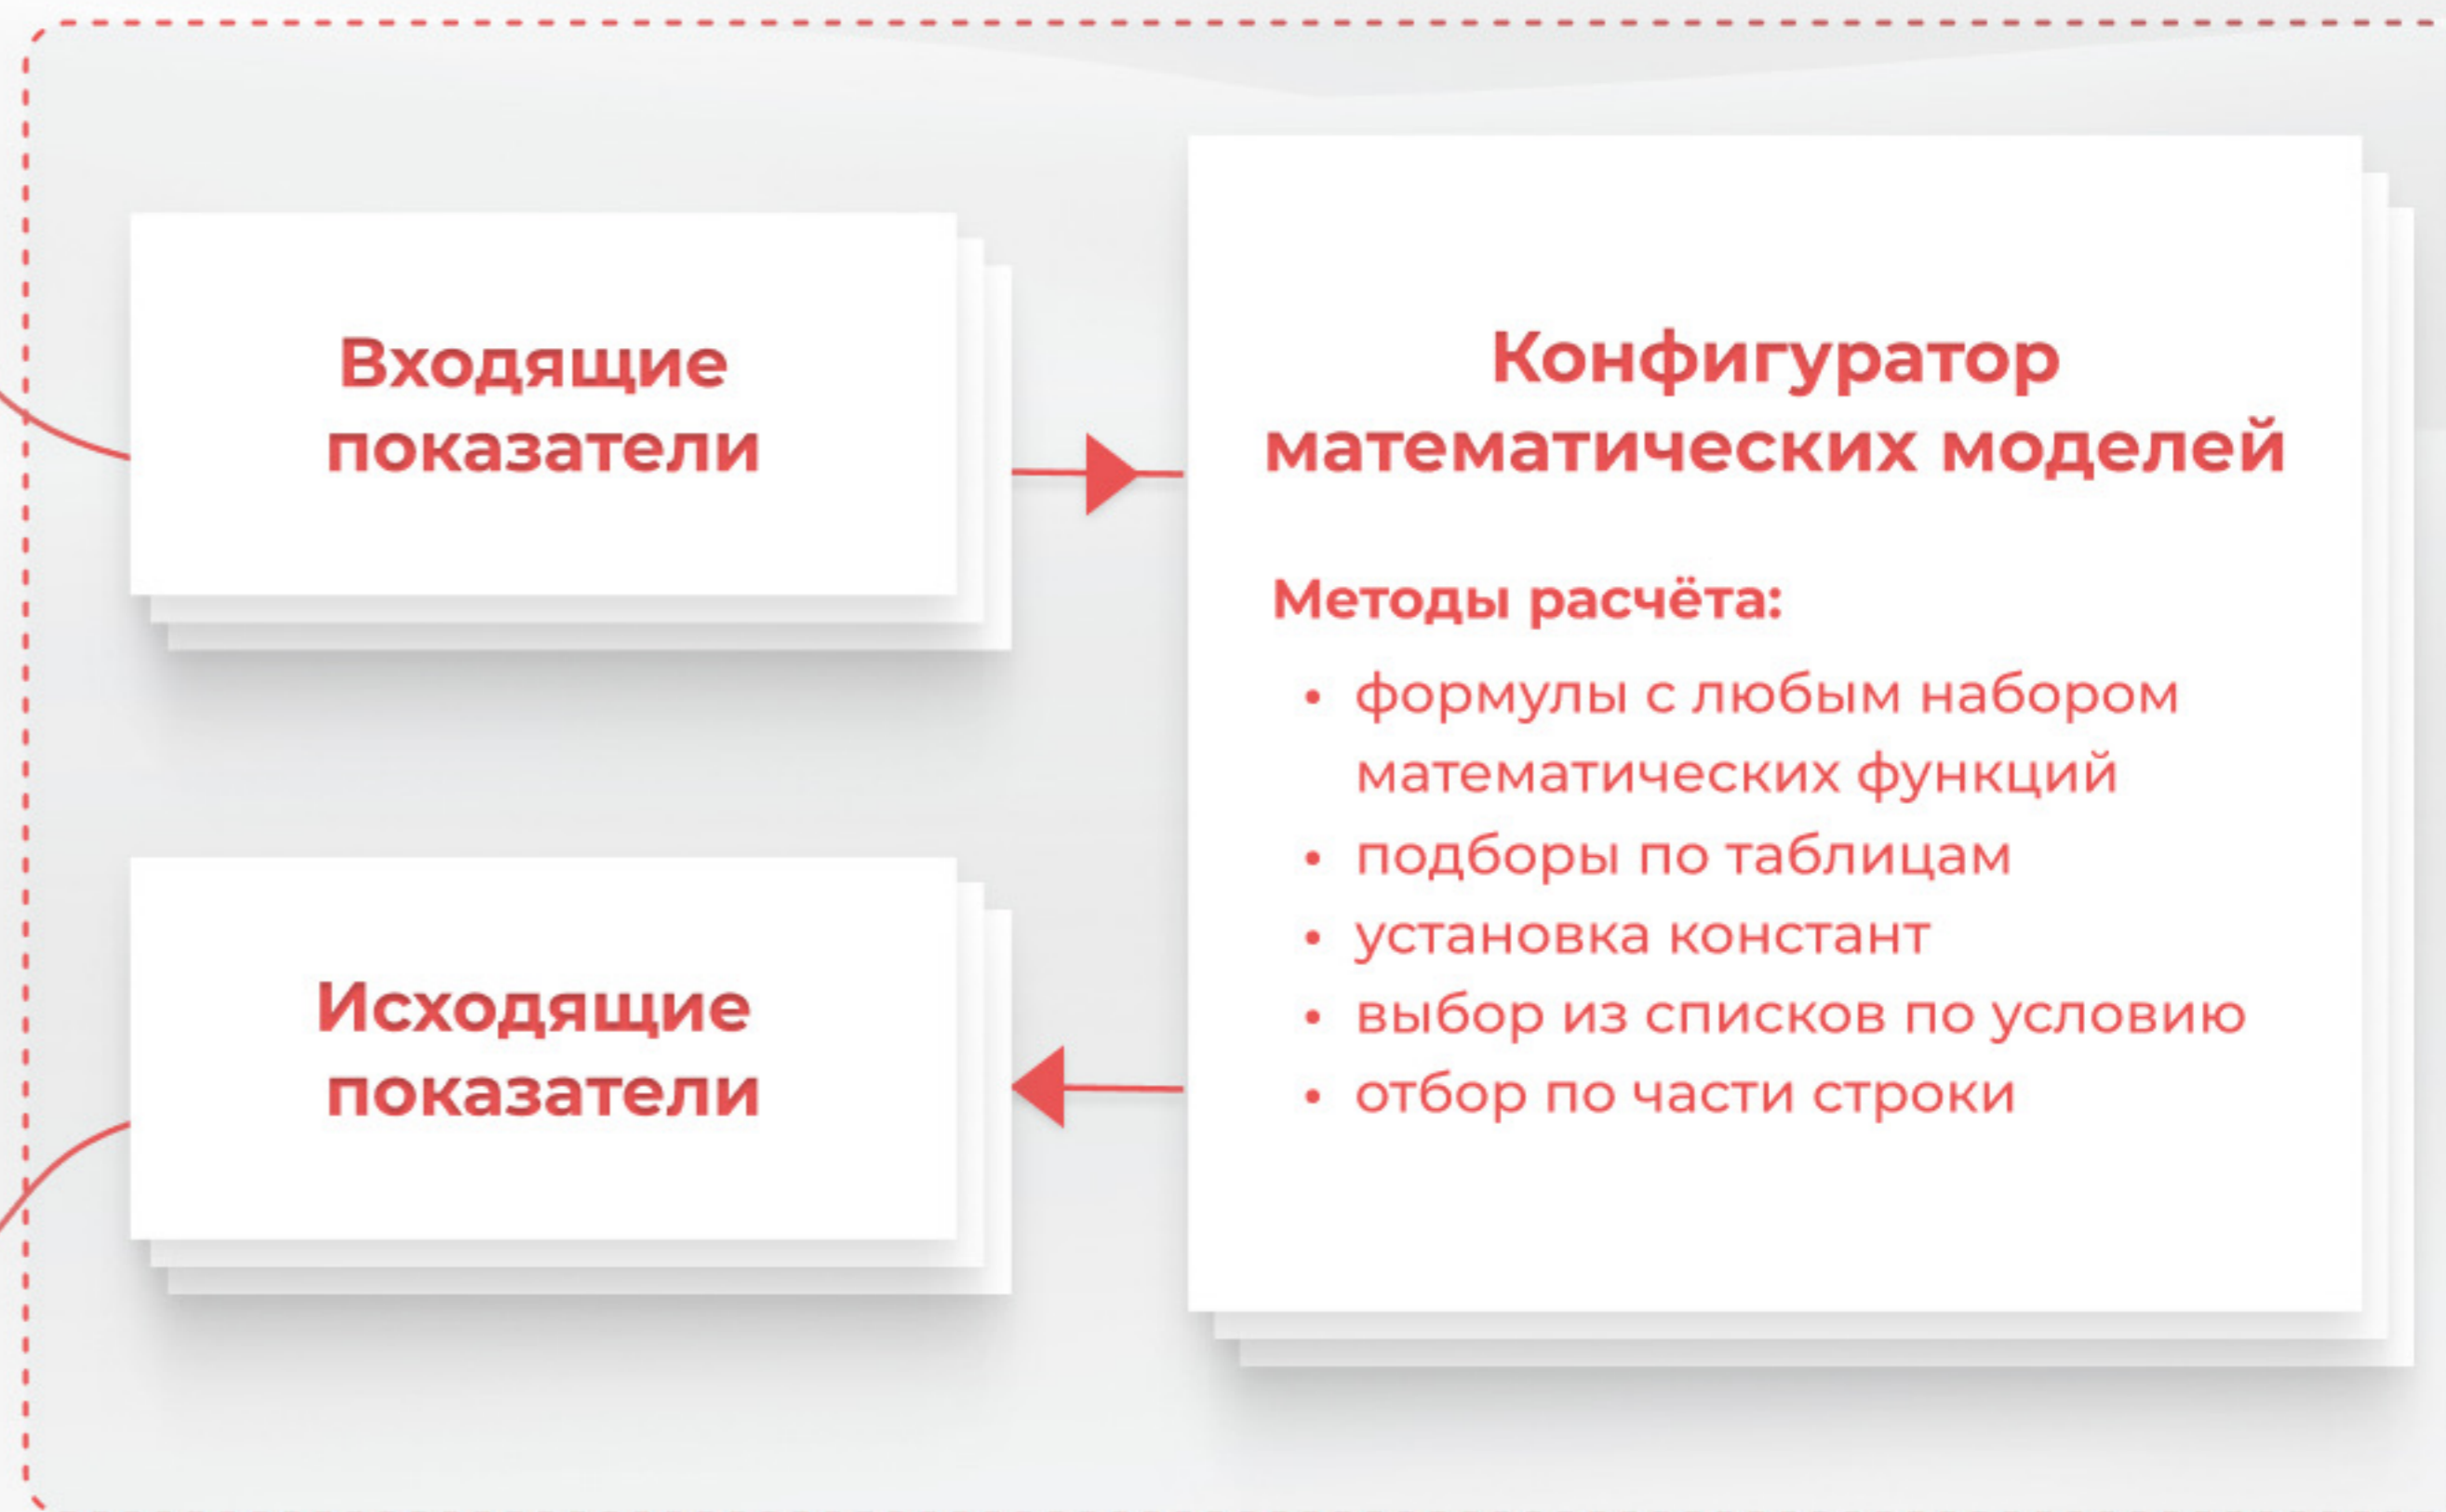 Входящие
показатели
Конфигуратор
математических моделей
Методы расчёта:
• формулы с любым набором
математических функций
• подборы по таблицам
• установка констант
• выбор из списков по условию
• отбор по части строки
Исходящие
показатели